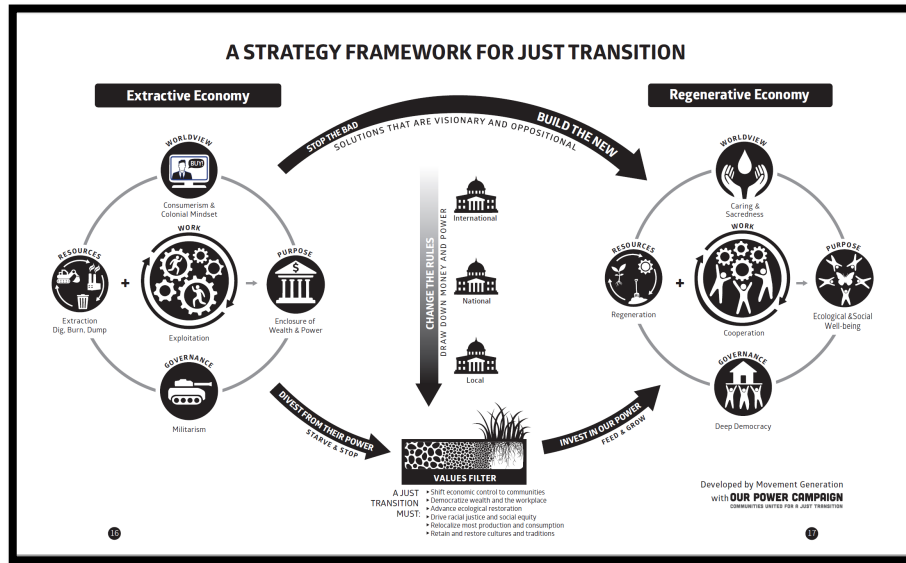 A STRATEGY FRAMEWORK FOR JUST TRANSITION
Extractive Economy
WORLDVIEW
BUY!
Consumerism &
Colonial Mindset
RESOURCES
+
Extraction
Dig, Burn, Dump
WORK
Exploitation
PURPOSE
$
Enclosure of
Wealth & Power
GOVERNANCE
Militarism
STOP THE BAD
BUILD THE NEW
SOLUTIONS THAT ARE VISIONARY AND OPPOSITIONAL
CHANGE THE RULES
DRAW DOWN MONEY AND POWER
International
National
Local
DIVEST FROM THEIR POWER
STARVE & STOP
INVEST IN OUR POWER
FEED & GROW
VALUES FILTER
A JUST
TRANSITION
MUST:
• Shift economic control to communities
• Democratize wealth and the workplace
• Advance ecological restoration
• Drive racial justice and social equity
• Relocalize most production and consumption
• Retain and restore cultures and traditions
Regenerative Economy
WORLDVIEW
Caring &
Sacredness
RESOURCES
+
Regeneration
WORK
Cooperation
PURPOSE
Ecological &Social
Well-being
GOVERNANCE
Deep Democracy
Developed by Movement Generation
with OUR POWER CAMPAIGN
COMMUNITIES UNITED FOR A JUST TRANSITION
16
17